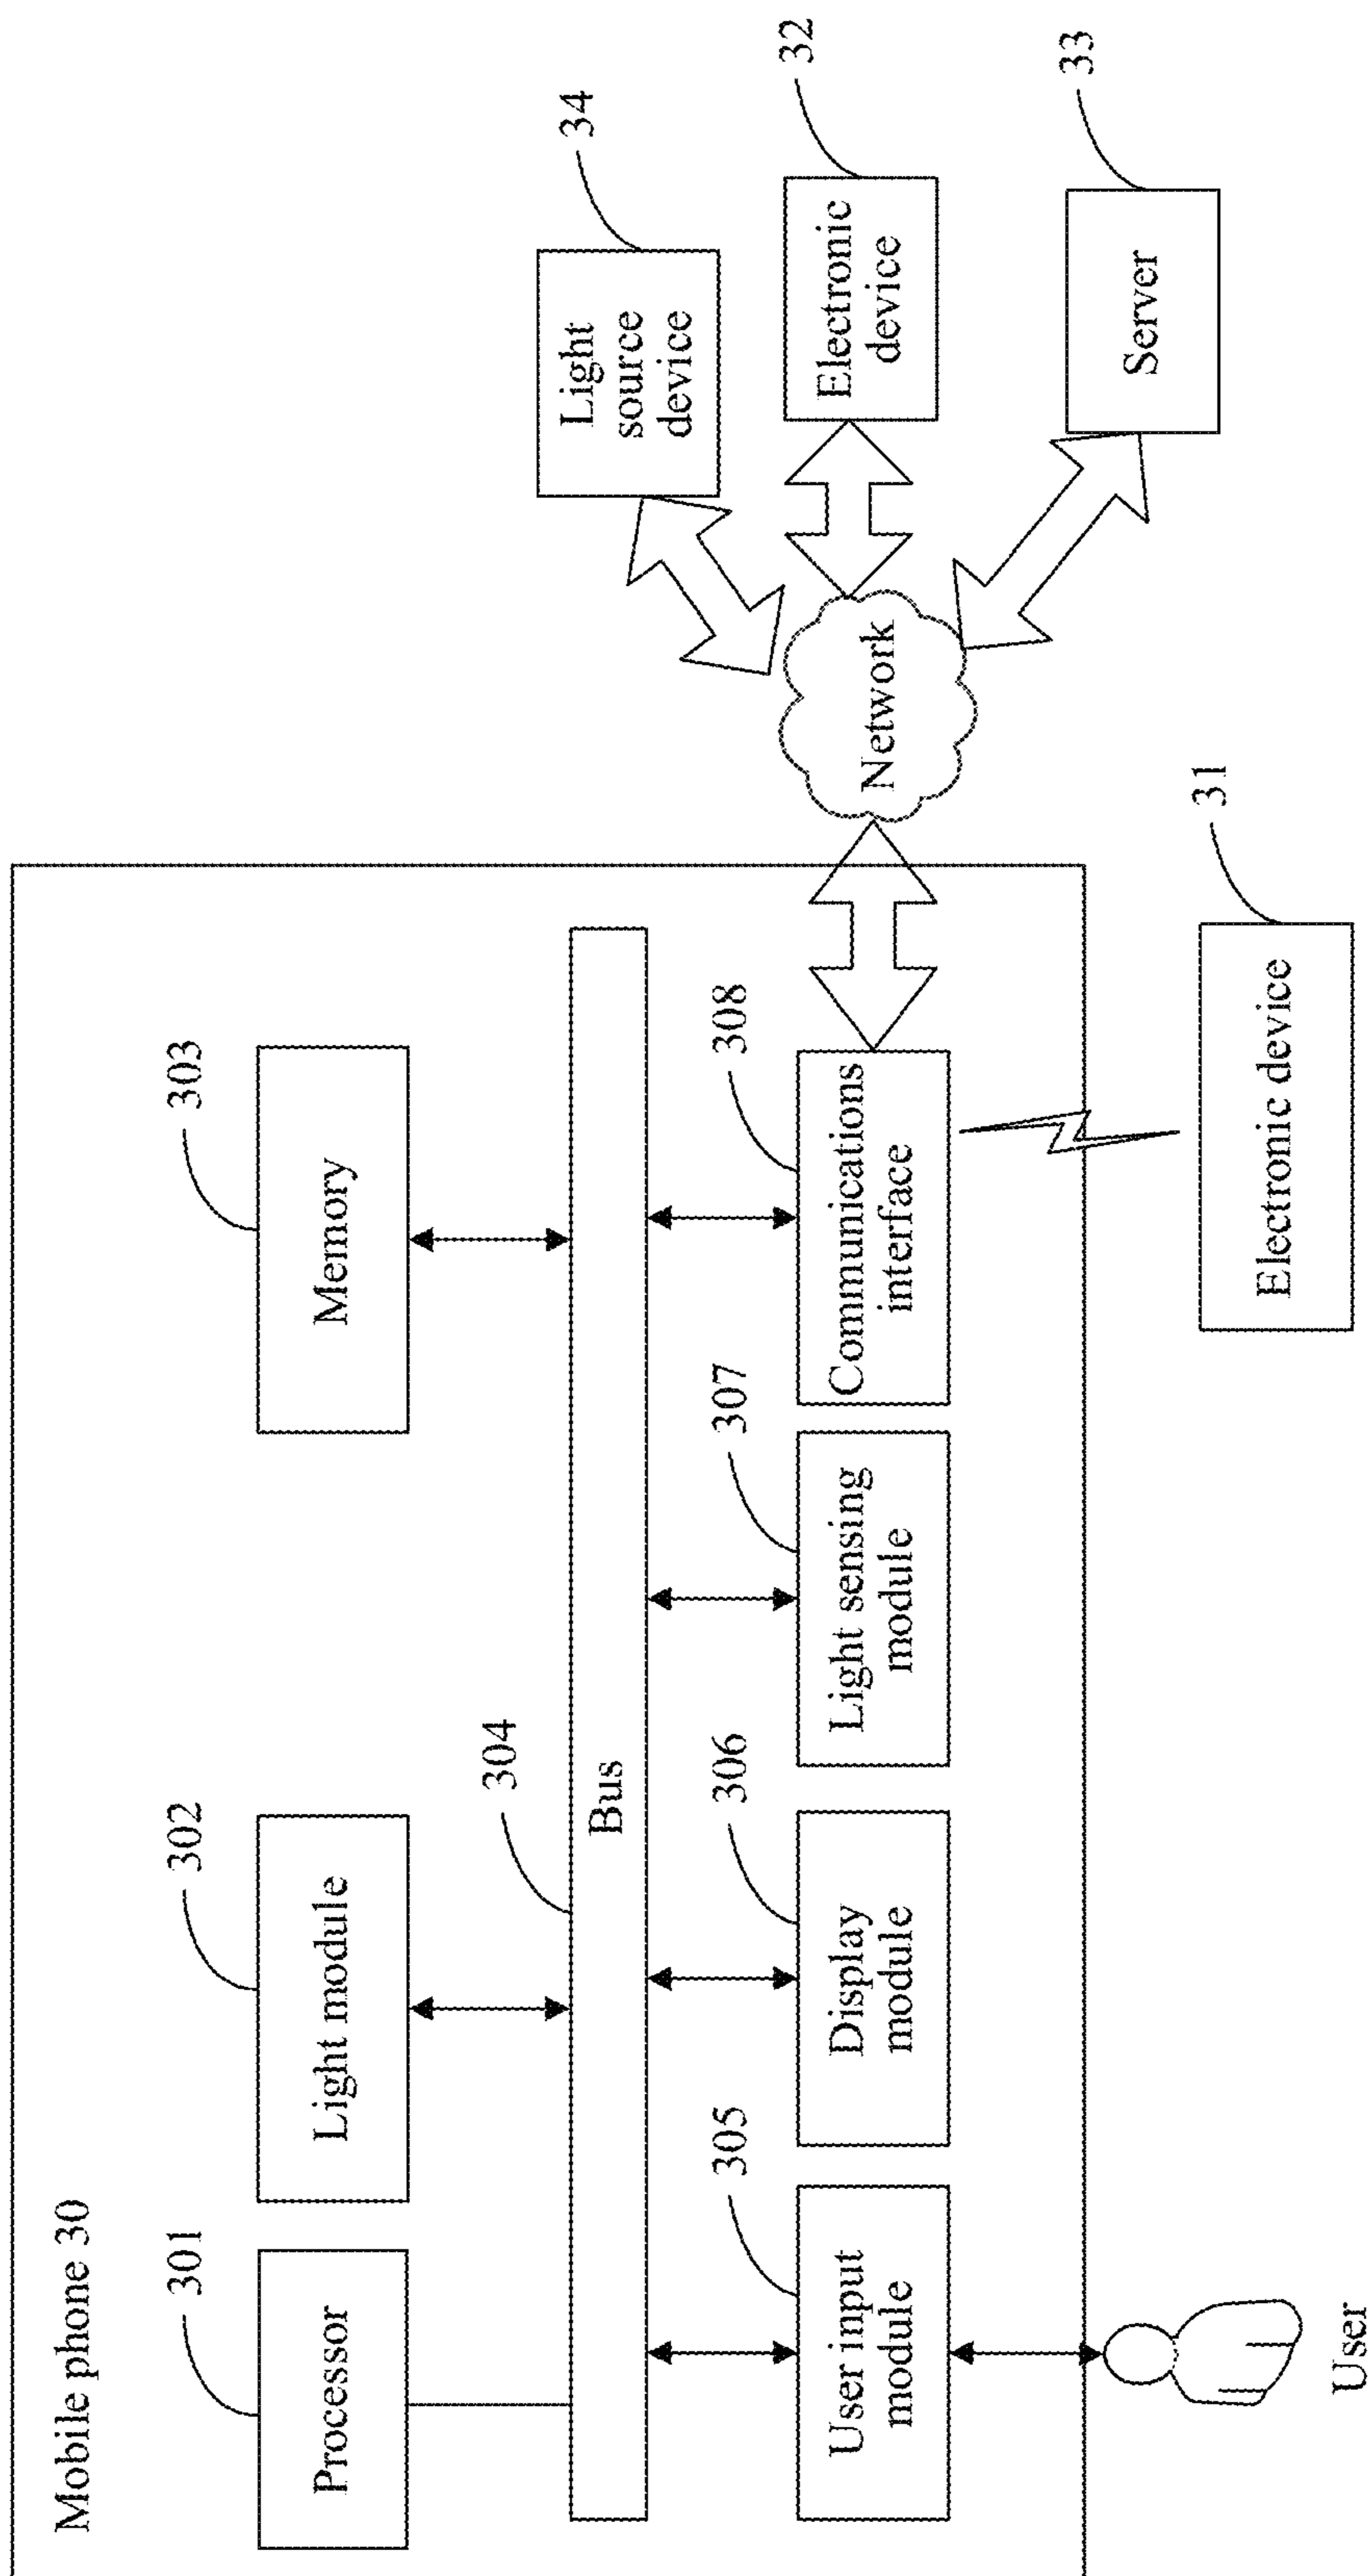 Mobile phone 30
301
302
303
Processor
Light module
Memory
304
Bus
305
306
307
308
User input
module
Display
module
Light sensing
module
Communications
interface
User
Electronic device
31
Network
34
Light
source
device
32
Electronic
device
33
Server